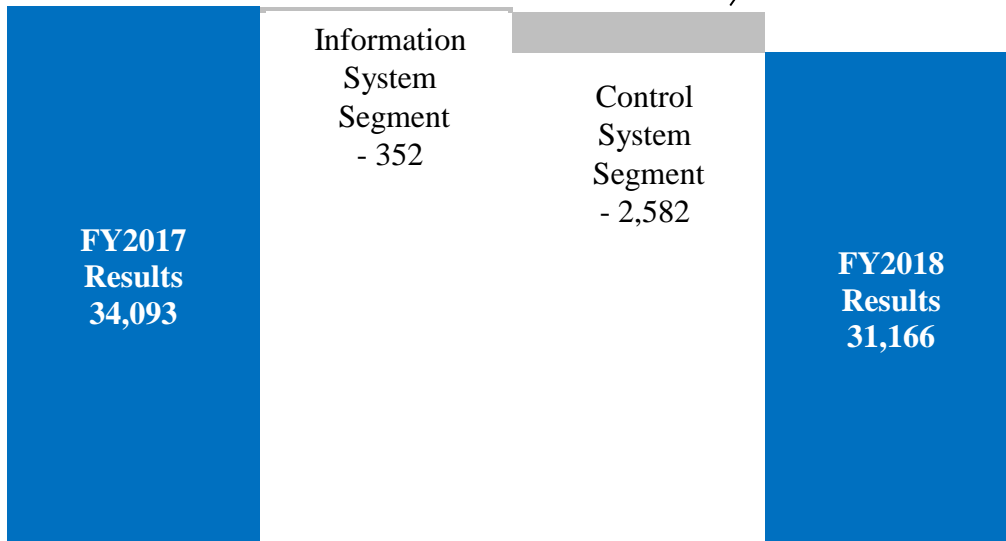 FY2017
Results
34,093
Information
System
Segment
- 352
Control
System
Segment
- 2,582
FY2018
Results
31,166